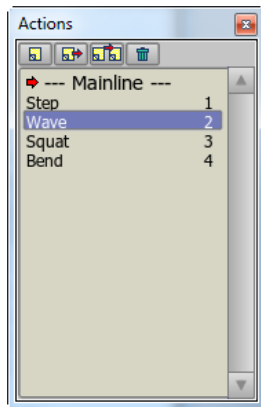 Actions
--- Mainline ---
Step 1
Wave 2
Squat 3
Bend 4